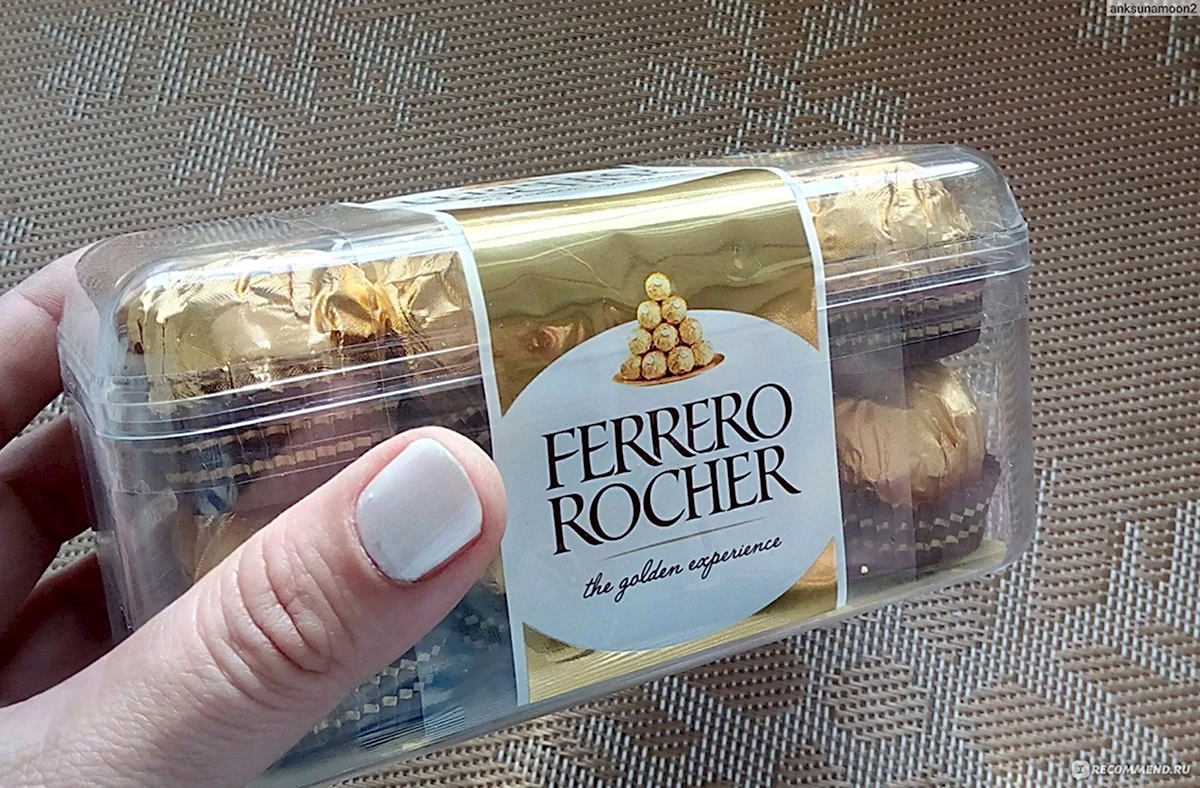 anksunamoon2
FERRERO
ROCHER
the golden experience
RECOMMEND.RU